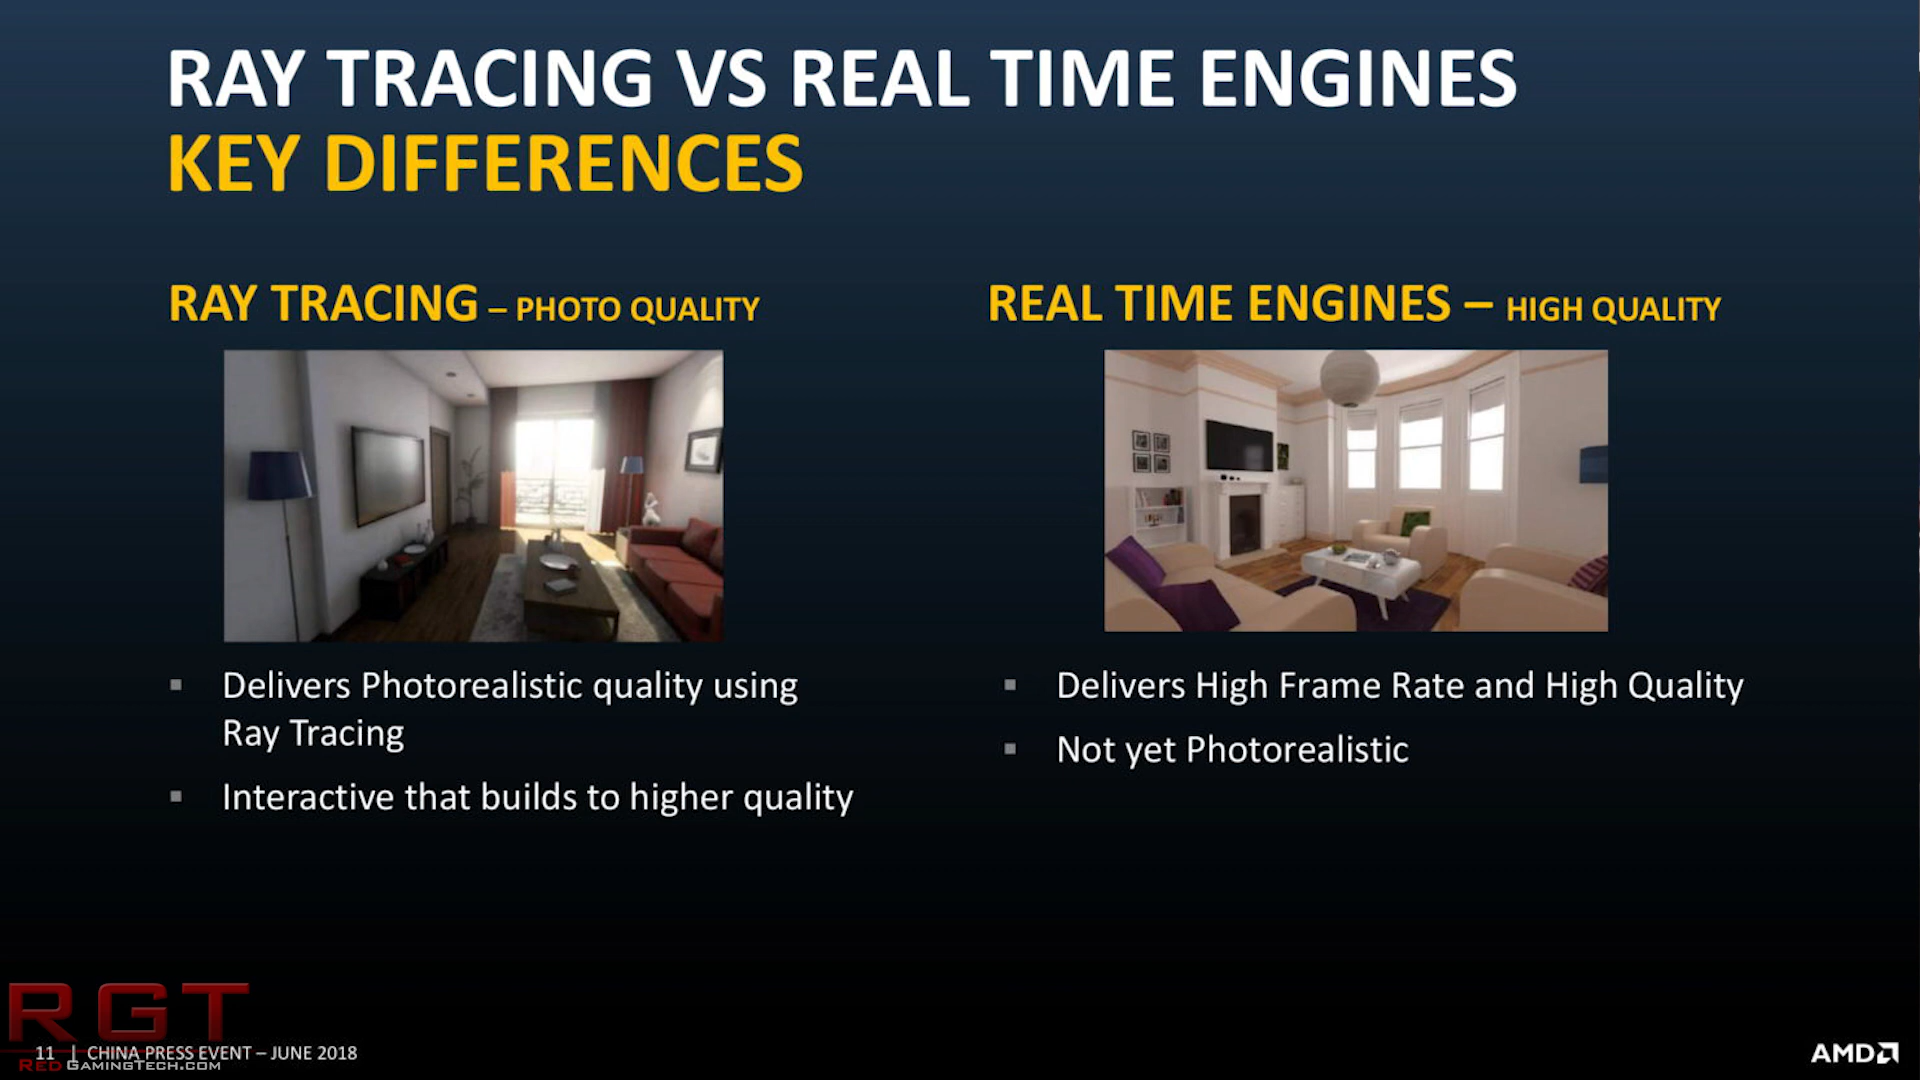 RAY TRACING VS REAL TIME ENGINES
KEY DIFFERENCES
RAY TRACING – PHOTO QUALITY
▪ Delivers Photorealistic quality using
Ray Tracing
▪ Interactive that builds to higher quality
REAL TIME ENGINES – HIGH QUALITY
▪ Delivers High Frame Rate and High Quality
▪ Not yet Photorealistic
RGT
11 | CHINA PRESS EVENT – JUNE 2018
RED GAMINGTECH.COM
AMD